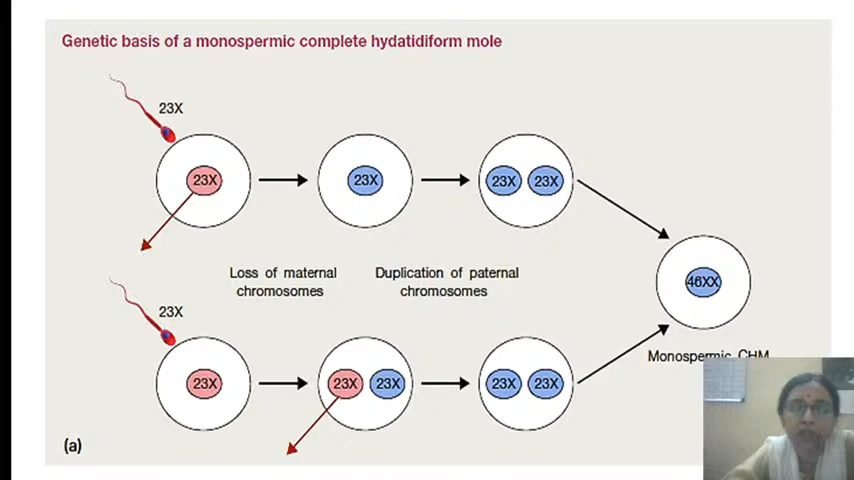 Genetic basis of a monospermic complete hydatidiform mole
23X
23X
23X
23X
23X
Loss of maternal
chromosomes
Duplication of paternal
chromosomes
46XX
23X
Monospermic CHM
23X
23X
23X
23X
23X
(a)